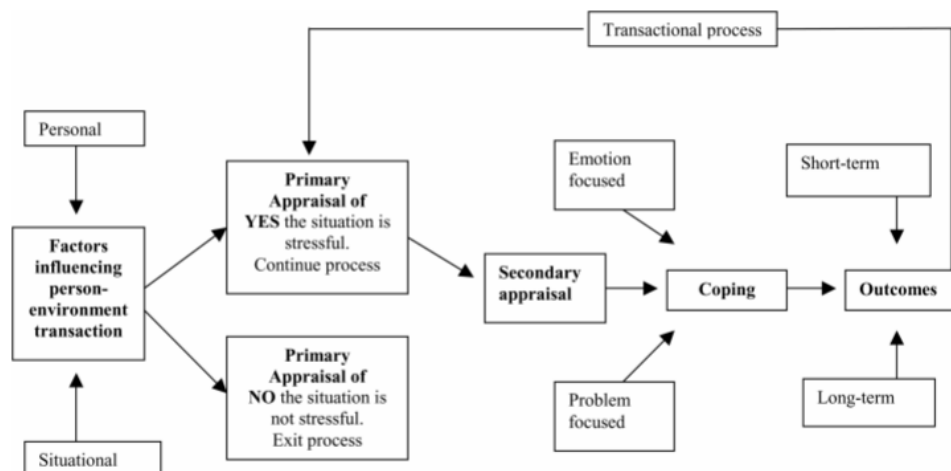 Transactional process
Personal
Emotion
focused
Short-term
Primary
Appraisal of
YES the situation is
stressful.
Continue process
Factors
influencing
person-
environment
transaction
Secondary
appraisal
Coping
Outcomes
Primary
Appraisal of
NO the situation is
not stressful.
Exit process
Problem
focused
Long-term
Situational